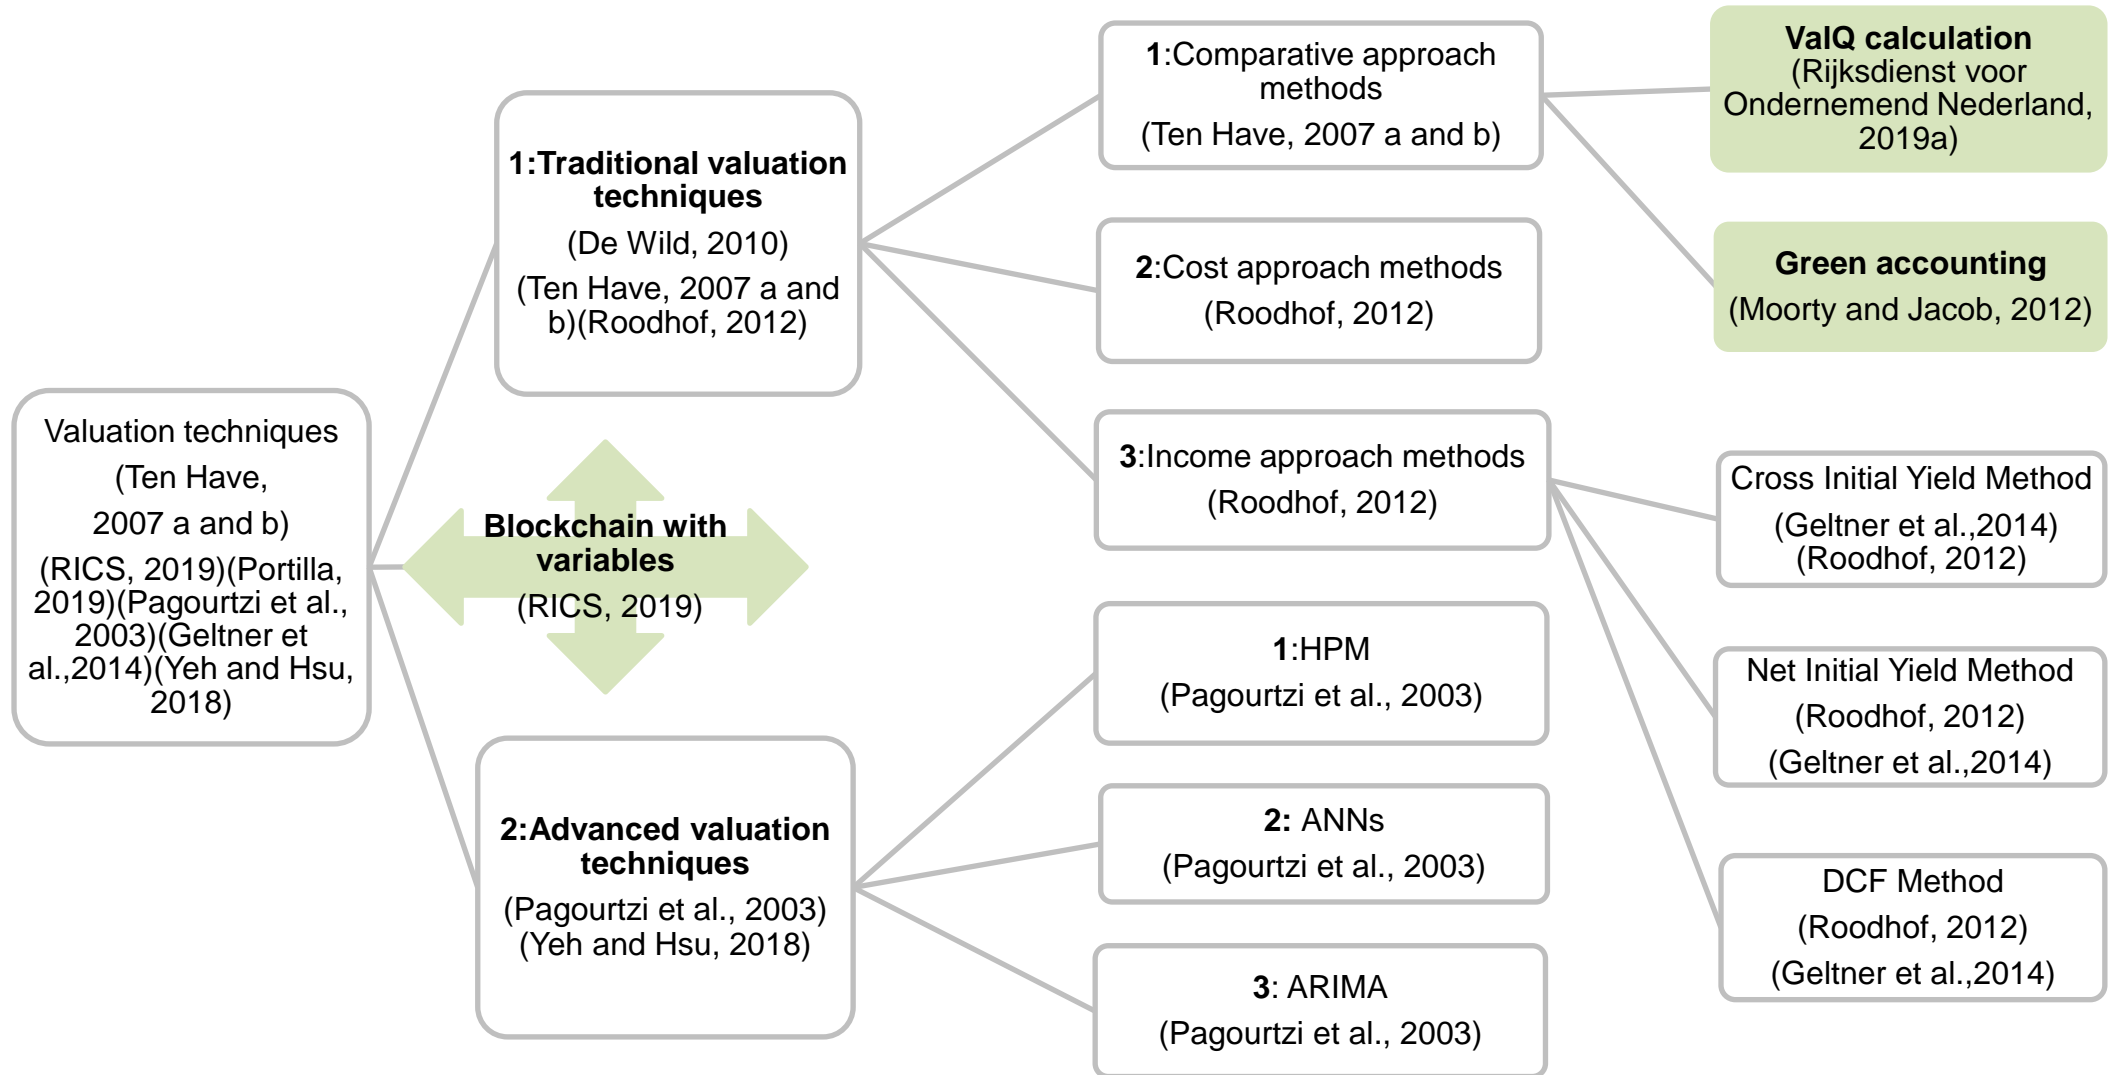 Valuation techniques
(Ten Have,
2007 a and b)
(RICS, 2019)(Portilla,
2019)(Pagourtzi et al.,
2003)(Geltner et
al.,2014)(Yeh and Hsu,
2018)
1:Traditional valuation
techniques
(De Wild, 2010)
(Ten Have, 2007 a and
b)(Roodhof, 2012)
Blockchain with
variables
(RICS, 2019)
2:Advanced valuation
techniques
(Pagourtzi et al., 2003)
(Yeh and Hsu, 2018)
1:Comparative approach
methods
(Ten Have, 2007 a and b)
2:Cost approach methods
(Roodhof, 2012)
3:Income approach methods
(Roodhof, 2012)
1:HPM
(Pagourtzi et al., 2003)
2: ANNs
(Pagourtzi et al., 2003)
3: ARIMA
(Pagourtzi et al., 2003)
ValQ calculation
(Rijksdienst voor
Ondernemend Nederland,
2019a)
Green accounting
(Moorty and Jacob, 2012)
Cross Initial Yield Method
(Geltner et al.,2014)
(Roodhof, 2012)
Net Initial Yield Method
(Roodhof, 2012)
(Geltner et al.,2014)
DCF Method
(Roodhof, 2012)
(Geltner et al.,2014)